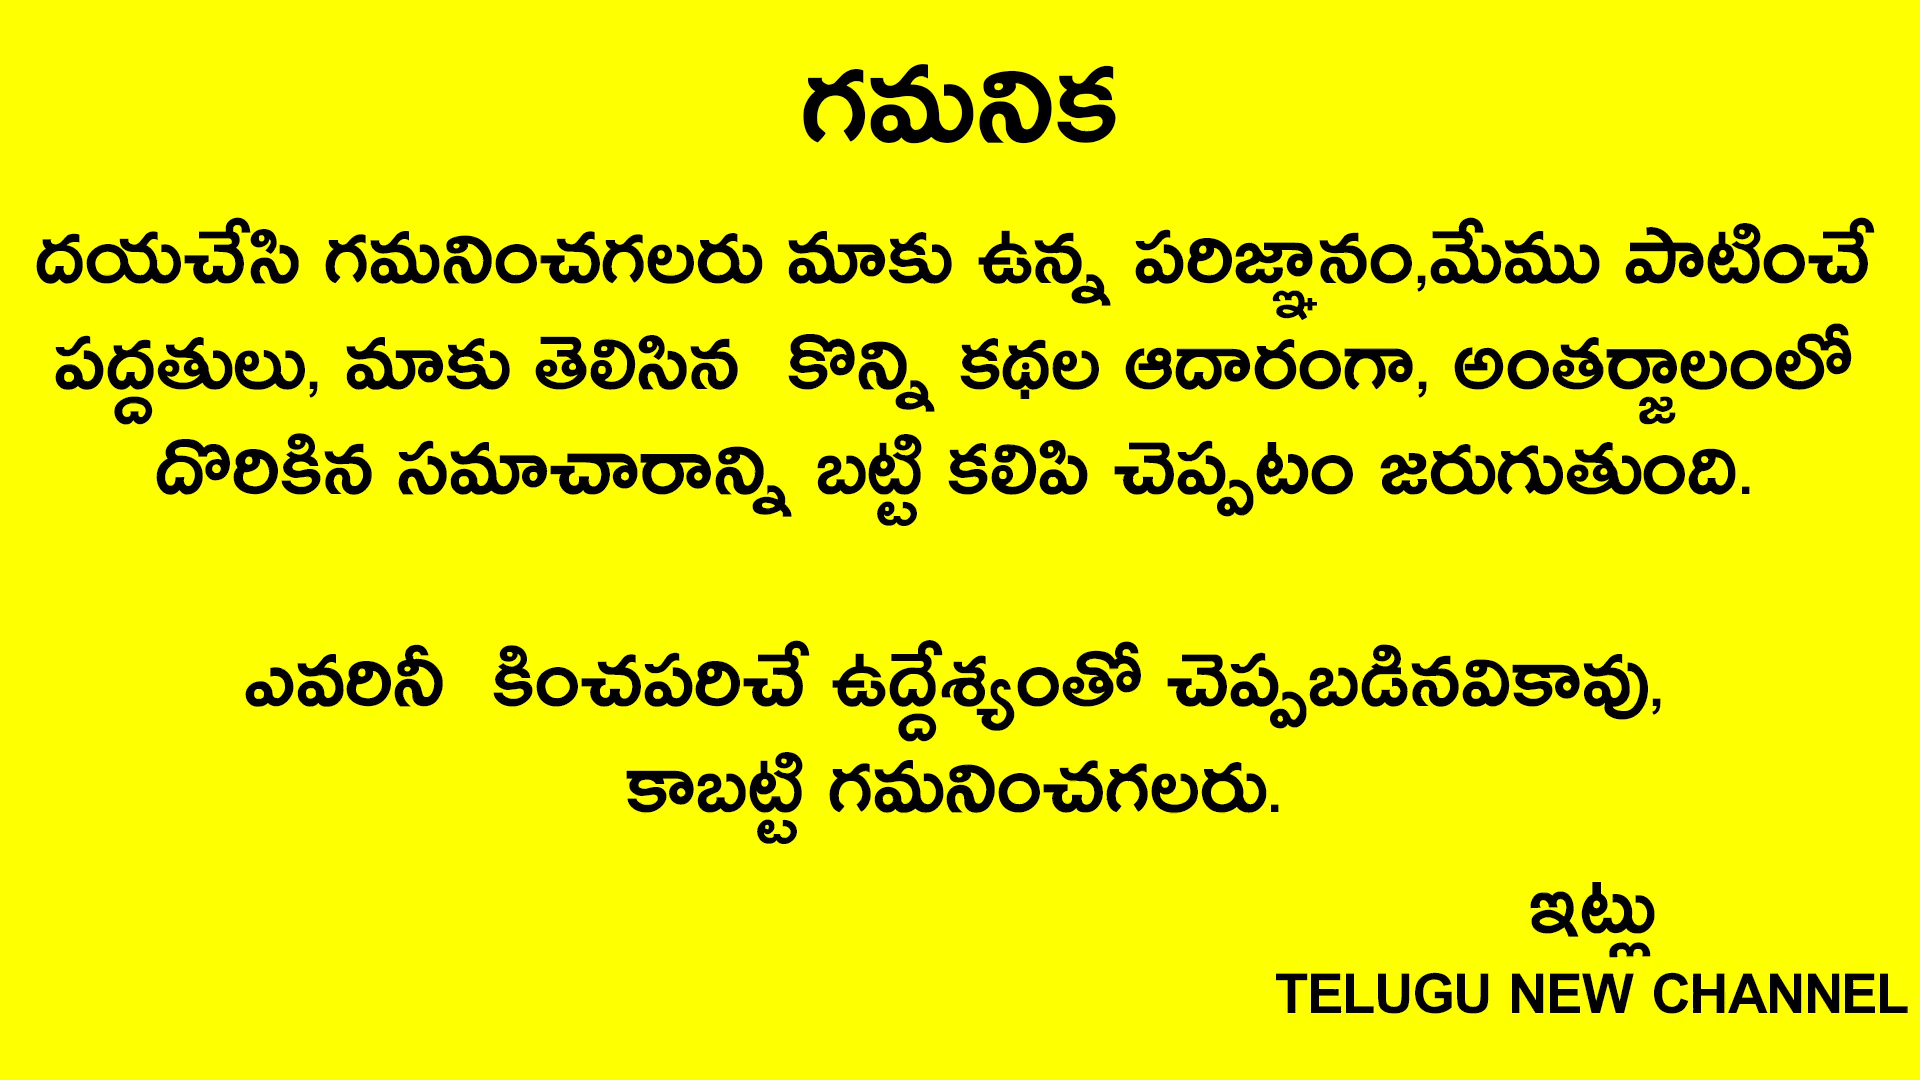 గమనిక
దయచేసి గమనించగలరు మాకు ఉన్న పరిజ్ఞానం,మేము పాటించే
పద్దతులు, మాకు తెలిసిన కొన్ని కథల ఆదారంగా, అంతర్జాలంలో
దొరికిన సమాచారాన్ని బట్టి కలిపి చెప్పటం జరుగుతుంది.
ఎవరినీ కించపరిచే ఉద్దేశ్యంతో చెప్పబడినవికావు,
కాబట్టి గమనించగలరు.
ఇట్లు
TELUGU NEW CHANNEL